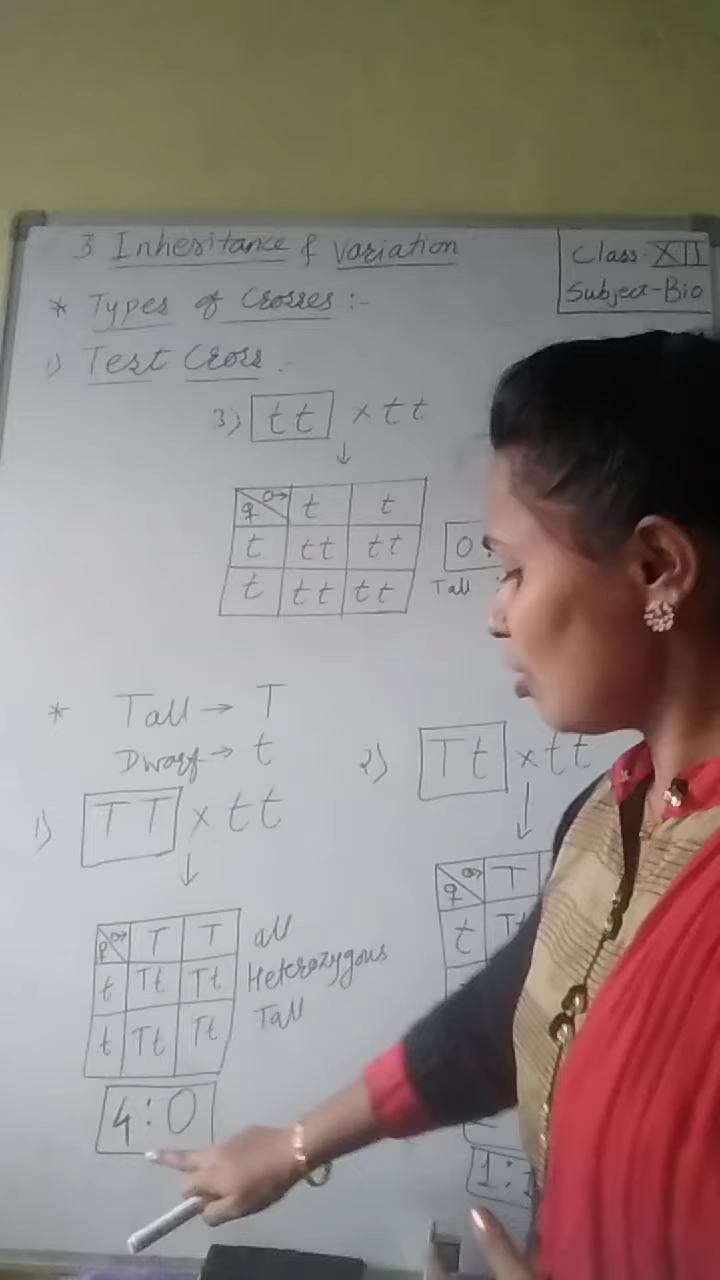 3 Inheritance & Variation
Class XII
Subject-Bio
* Types of Crosses :-
1) Test Cross :-
3) tt × tt
↓
♀ ♂→ t t
t tt tt
t tt tt
0 :
Tall
* Tall → T
Dwarf → t
1) TT × tt
↓
♀ ♂→ T T
t Tt Tt
t Tt Tt
all
Heterozygous
Tall
4:0
2) Tt × tt
↓
♀ ♂→ T
t Tt
1:1